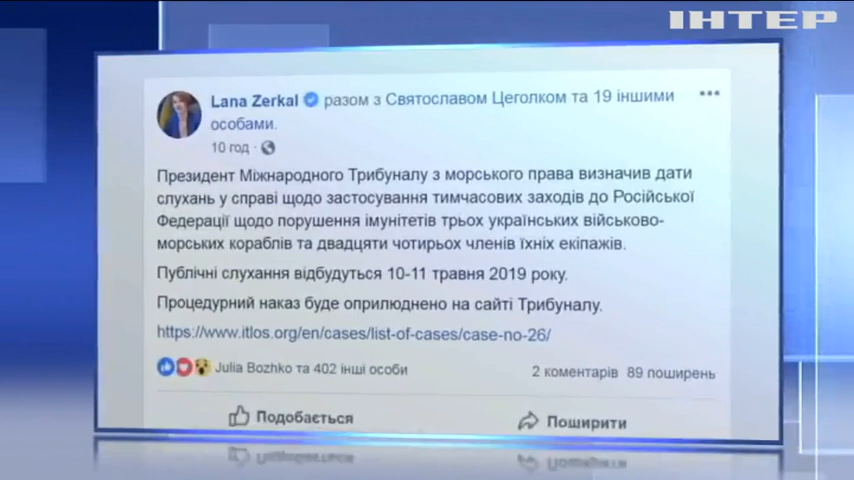 ІНТЕР
Lana Zerkal разом з Святославом Цеголком та 19 іншими
особами.
10 год ·
Президент Міжнародного Трибуналу з морського права визначив дати
слухань у справі щодо застосування тимчасових заходів до Російської
Федерації щодо порушення імунітетів трьох українських військово-
морських кораблів та двадцяти чотирьох членів їхніх екіпажів.
Публічні слухання відбудуться 10-11 травня 2019 року.
Процедурний наказ буде оприлюднено на сайті Трибуналу.
https://www.itlos.org/en/cases/list-of-cases/case-no-26/
Julia Bozhko та 402 інші особи
2 коментарів 89 поширень
Подобається
Поширити